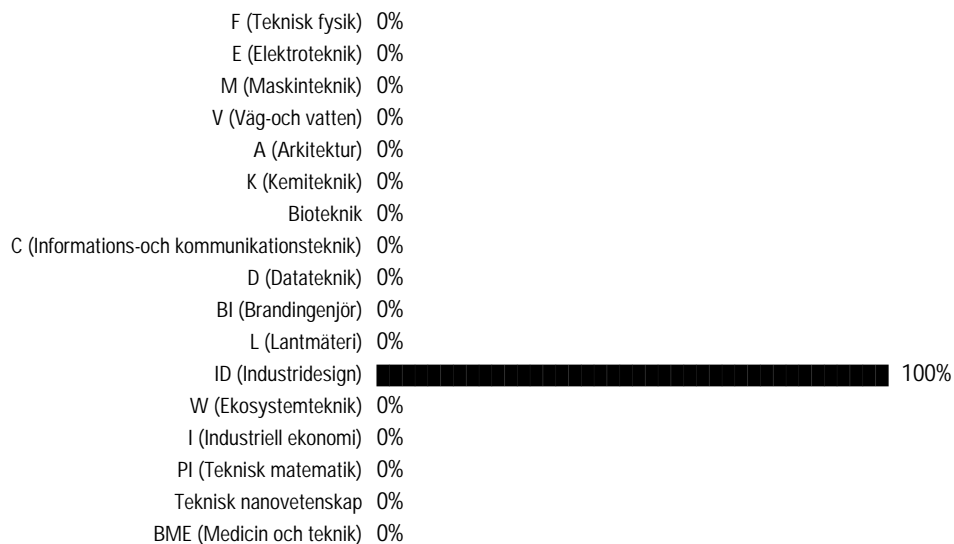 F (Teknisk fysik) 0%
E (Elektroteknik) 0%
M (Maskinteknik) 0%
V (Väg-och vatten) 0%
A (Arkitektur) 0%
K (Kemiteknik) 0%
Bioteknik 0%
C (Informations-och kommunikationsteknik) 0%
D (Datateknik) 0%
BI (Brandingenjör) 0%
L (Lantmäteri) 0%
ID (Industridesign) 100%
W (Ekosystemteknik) 0%
I (Industriell ekonomi) 0%
PI (Teknisk matematik) 0%
Teknisk nanovetenskap 0%
BME (Medicin och teknik) 0%